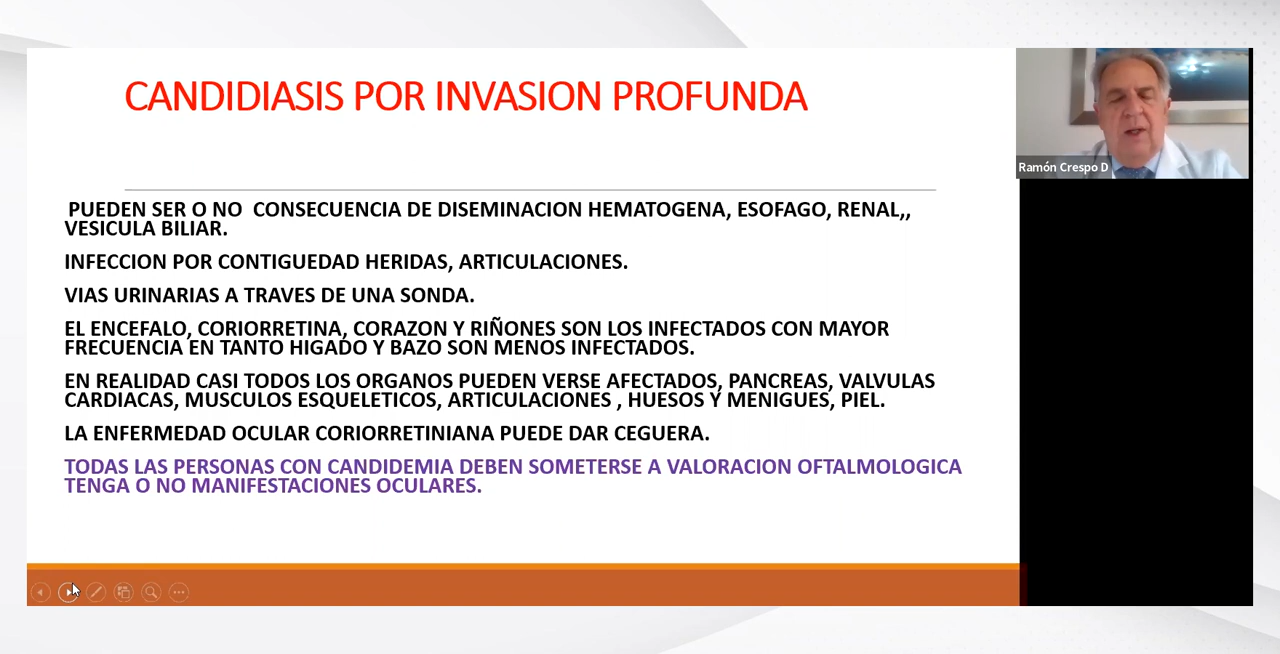 CANDIDIASIS POR INVASION PROFUNDA
PUEDEN SER O NO CONSECUENCIA DE DISEMINACION HEMATOGENA, ESOFAGO, RENAL,,
VESICULA BILIAR.
INFECCION POR CONTIGUEDAD HERIDAS, ARTICULACIONES.
VIAS URINARIAS A TRAVES DE UNA SONDA.
EL ENCEFALO, CORIORRETINA, CORAZON Y RIÑONES SON LOS INFECTADOS CON MAYOR
FRECUENCIA EN TANTO HIGADO Y BAZO SON MENOS INFECTADOS.
EN REALIDAD CASI TODOS LOS ORGANOS PUEDEN VERSE AFECTADOS, PANCREAS, VALVULAS
CARDIACAS, MUSCULOS ESQUELETICOS, ARTICULACIONES , HUESOS Y MENIGUES, PIEL.
LA ENFERMEDAD OCULAR CORIORRETINIANA PUEDE DAR CEGUERA.
TODAS LAS PERSONAS CON CANDIDEMIA DEBEN SOMETERSE A VALORACION OFTALMOLOGICA
TENGA O NO MANIFESTACIONES OCULARES.
Ramón Crespo D